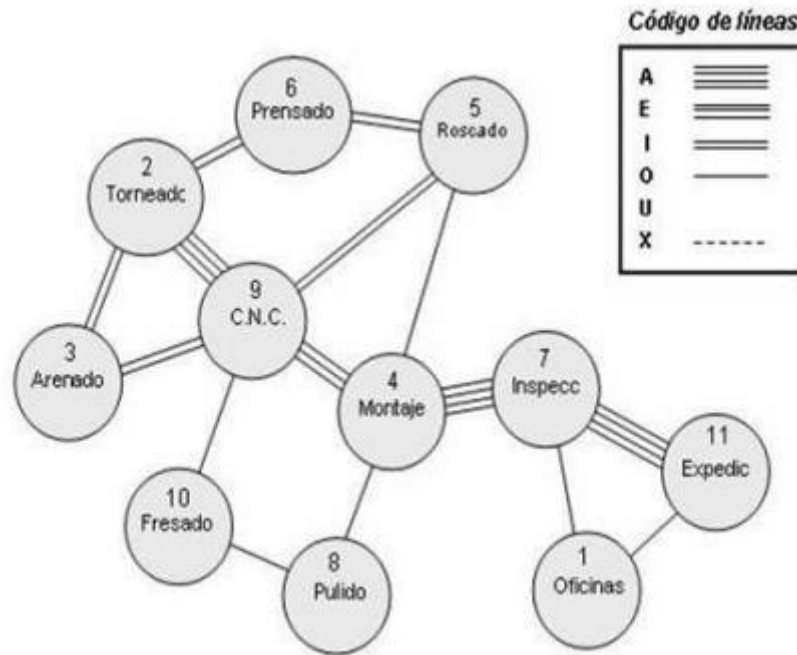 Código de líneas
A
E
I
O
U
X
6
Prensado
5
Roscado
2
Torneadc
9
C.N.C.
3
Arenado
4
Montaje
7
Inspecc
11
Expedic
10
Fresado
8
Pulido
1
Oficinas